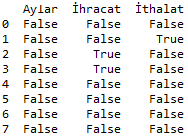 Aylar İhracat İthalat
0 False False False
1 False False True
2 False True False
3 False True False
4 False False False
5 False False False
6 False False False
7 False False False